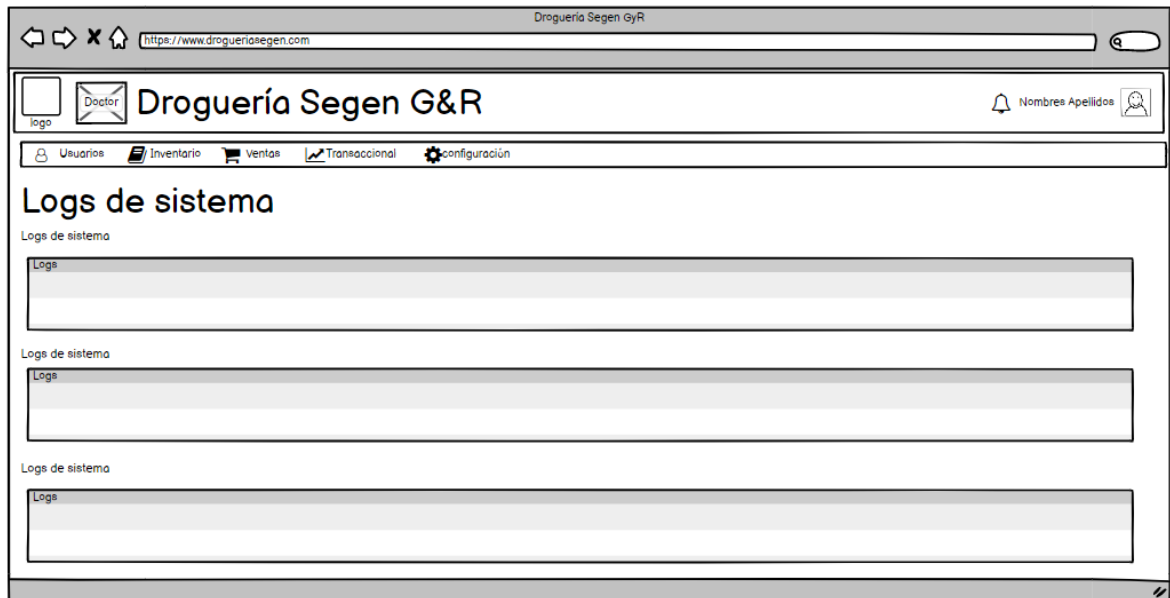 Droguería Segen GyR
https://www.drogueriasegen.com
logo
Doctor
Droguería Segen G&R
Nombres Apellidos
Usuarios Inventario Ventas Transaccional configuración
Logs de sistema
Logs de sistema
Logs
Logs de sistema
Logs
Logs de sistema
Logs